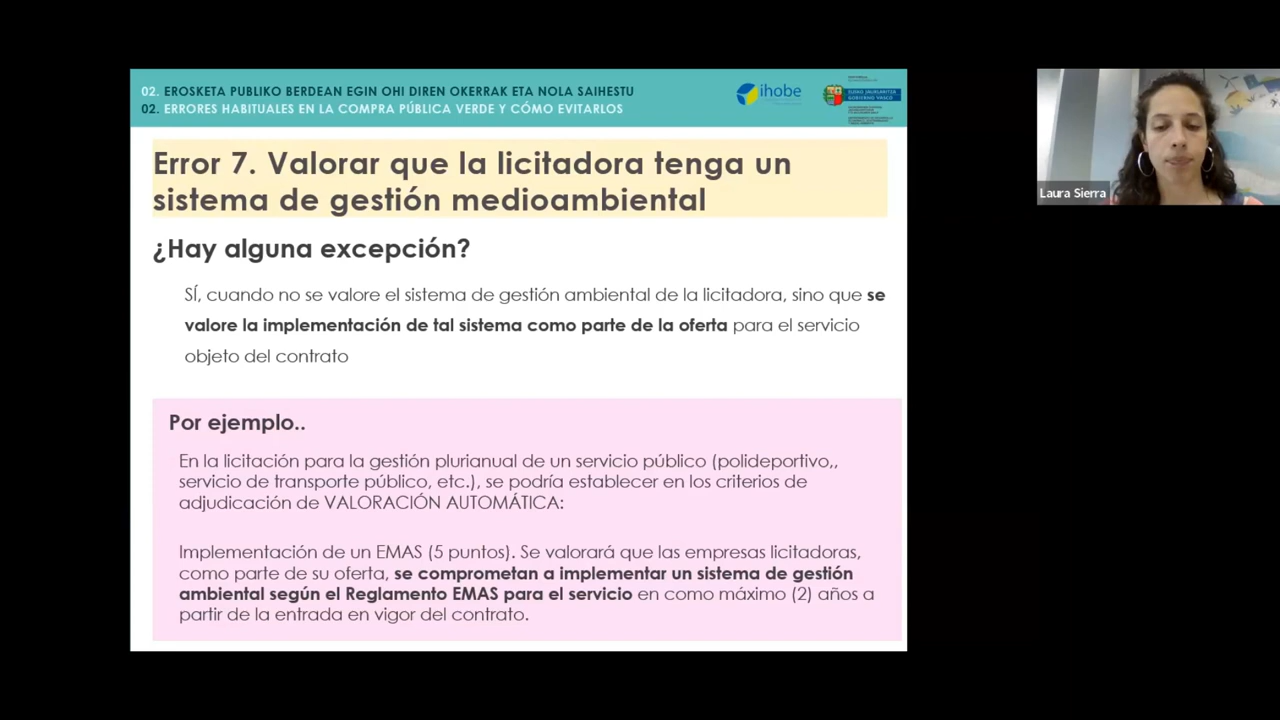 02. EROSKETA PUBLIKO BERDEAN EGIN OHI DIREN OKERRAK ETA NOLA SAIHESTU
02. ERRORES HABITUALES EN LA COMPRA PÚBLICA VERDE Y CÓMO EVITARLOS
ihobe
EUSKO JAURLARITZA
GOBIERNO VASCO
Error 7. Valorar que la licitadora tenga un
sistema de gestión medioambiental
¿Hay alguna excepción?
SÍ, cuando no se valore el sistema de gestión ambiental de la licitadora, sino que se
valore la implementación de tal sistema como parte de la oferta para el servicio
objeto del contrato
Por ejemplo..
En la licitación para la gestión plurianual de un servicio público (polideportivo,,
servicio de transporte público, etc.), se podría establecer en los criterios de
adjudicación de VALORACIÓN AUTOMÁTICA:
Implementación de un EMAS (5 puntos). Se valorará que las empresas licitadoras,
como parte de su oferta, se comprometan a implementar un sistema de gestión
ambiental según el Reglamento EMAS para el servicio en como máximo (2) años a
partir de la entrada en vigor del contrato.
Laura Sierra